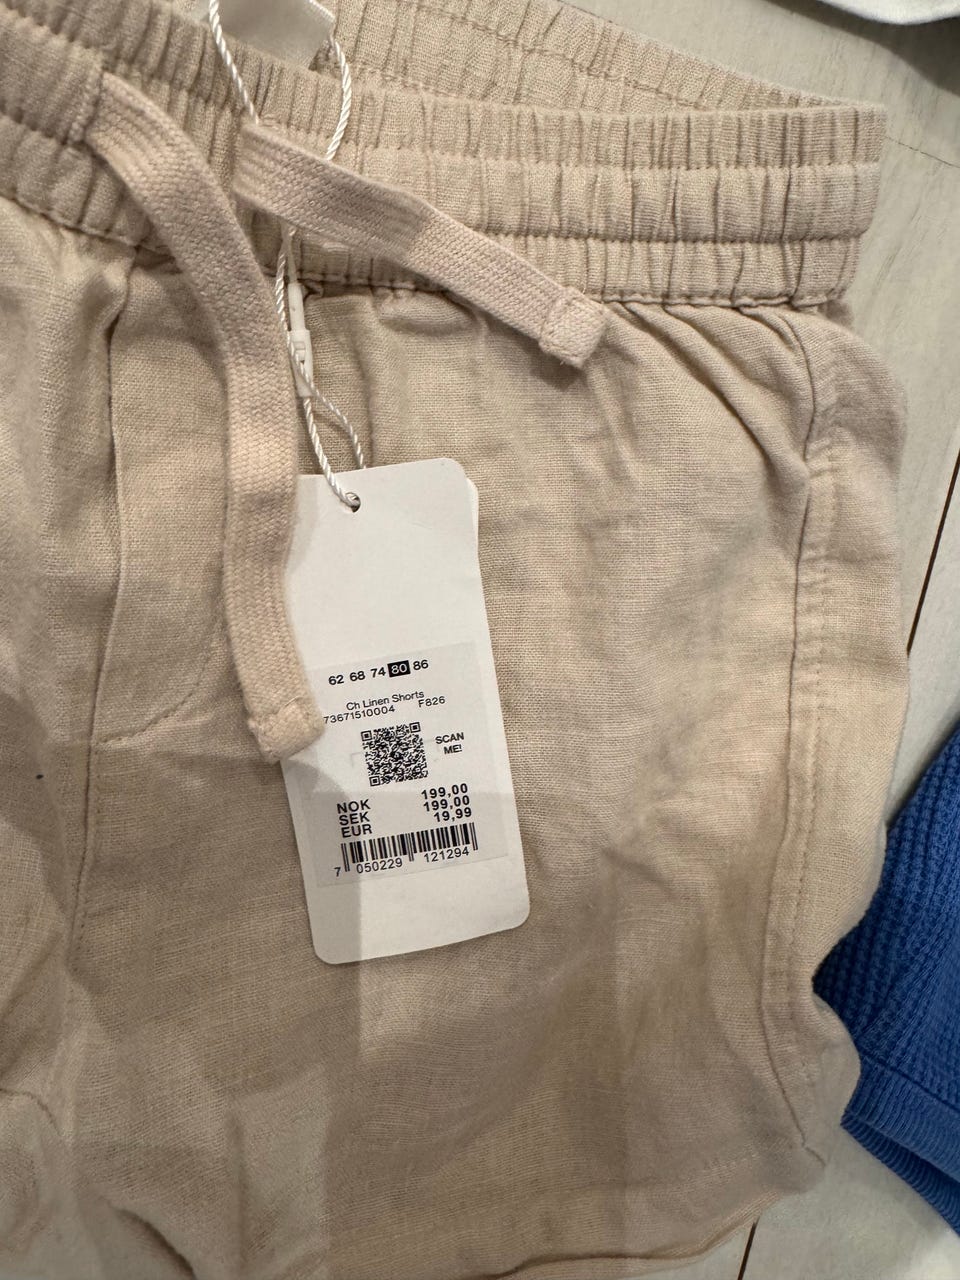 62 68 74 80 86
Ch Linen Shorts
73671510004 F826
SCAN
ME!
NOK 199,00
SEK 199,00
EUR 19,99
7 050229 121294